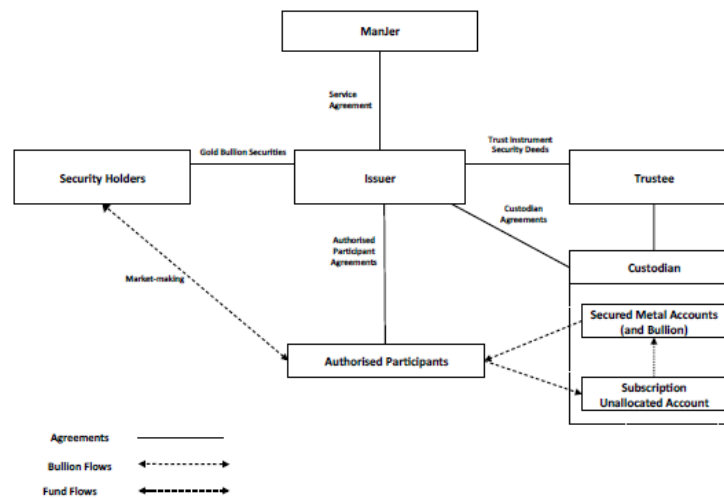 ManJer
Service
Agreement
Gold Bullion Securities
Trust Instrument
Security Deeds
Security Holders
Issuer
Trustee
Custodian
Agreements
Authorised
Participant
Agreements
Custodian
Market-making
Secured Metal Accounts
(and Bullion)
Authorised Participants
Subscription
Unallocated Account
Agreements
Bullion Flows
Fund Flows